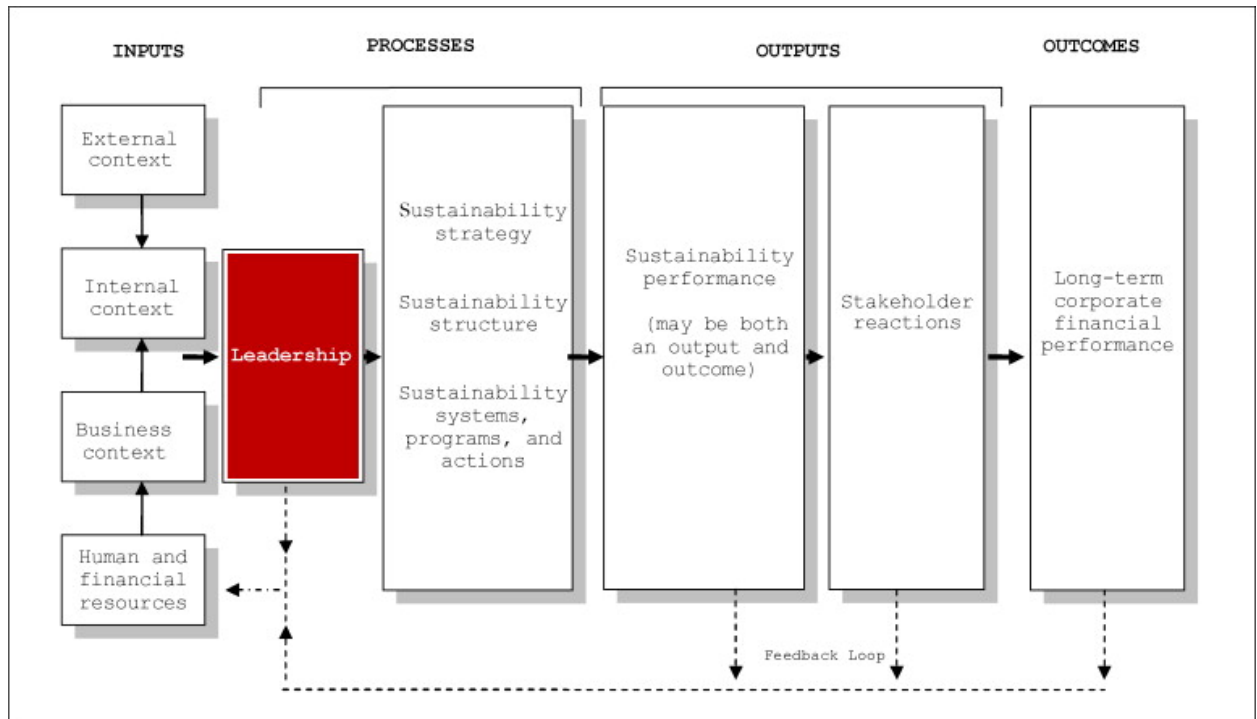 INPUTS
PROCESSES
OUTPUTS
OUTCOMES
External
context
Internal
context
Business
context
Human and
financial
resources
Leadership
Sustainability
strategy
Sustainability
structure
Sustainability
systems,
programs, and
actions
Sustainability
performance
(may be both
an output and
outcome)
Stakeholder
reactions
Long-term
corporate
financial
performance
Feedback Loop